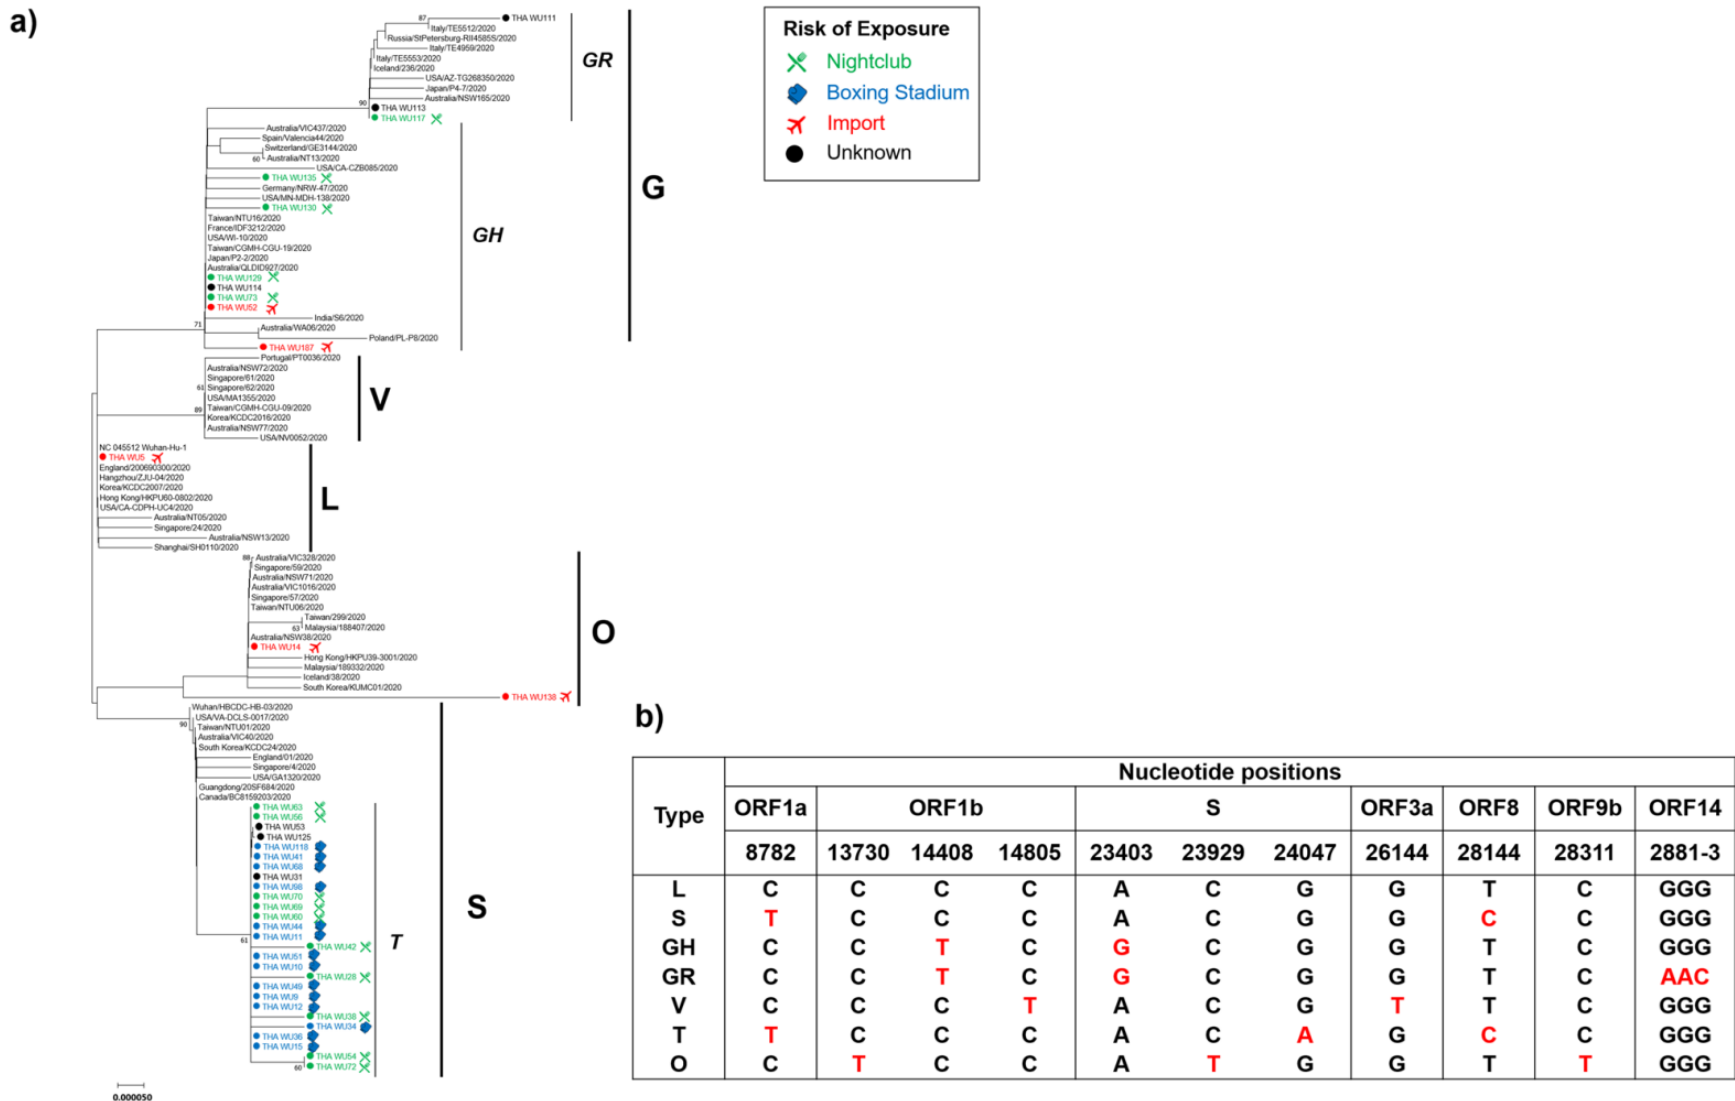 a)
87
THA WU111
Italy/TE5512/2020
Russia/StPetersburg-RII4585S/2020
Italy/TE4959/2020
Italy/TE5553/2020
Iceland/236/2020
USA/AZ-TG268350/2020
Japan/P4-7/2020
Australia/NSW165/2020
90
THA WU113
THA WU117
GR
Australia/VIC437/2020
Spain/Valencia44/2020
Switzerland/GE3144/2020
60
Australia/NT13/2020
USA/CA-CZB085/2020
THA WU135
Germany/NRW-47/2020
USA/MN-MDH-138/2020
THA WU130
Taiwan/NTU16/2020
France/IDF3212/2020
USA/WI-10/2020
Taiwan/CGMH-CGU-19/2020
Japan/P2-2/2020
Australia/QLDID927/2020
THA WU129
THA WU114
THA WU73
THA WU52
India/S6/2020
71
Australia/WA06/2020
Poland/PL-P8/2020
THA WU187
GH
G
Portugal/PT0036/2020
Australia/NSW72/2020
Singapore/61/2020
61
Singapore/62/2020
USA/MA1355/2020
Taiwan/CGMH-CGU-09/2020
89
Korea/KCDC2016/2020
Australia/NSW77/2020
USA/NV0052/2020
V
NC 045512 Wuhan-Hu-1
THA WU5
England/200690300/2020
Hangzhou/ZJU-04/2020
Korea/KCDC2007/2020
Hong Kong/HKPU60-0802/2020
USA/CA-CDPH-UC4/2020
Australia/NT05/2020
Singapore/24/2020
Australia/NSW13/2020
Shanghai/SH0110/2020
L
88
Australia/VIC328/2020
Singapore/59/2020
Australia/NSW71/2020
Australia/VIC1016/2020
Singapore/57/2020
Taiwan/NTU06/2020
Taiwan/299/2020
63
Malaysia/188407/2020
Australia/NSW38/2020
THA WU14
Hong Kong/HKPU39-3001/2020
Malaysia/189332/2020
Iceland/38/2020
South Korea/KUMC01/2020
THA WU138
O
Wuhan/HBCDC-HB-03/2020
USA/VA-DCLS-0017/2020
90
Taiwan/NTU01/2020
Australia/VIC40/2020
South Korea/KCDC24/2020
England/01/2020
Singapore/4/2020
USA/GA1320/2020
Guangdong/20SF684/2020
Canada/BC8159203/2020
THA WU63
THA WU56
THA WU53
THA WU125
THA WU118
THA WU41
THA WU68
THA WU31
THA WU98
THA WU70
THA WU69
THA WU60
THA WU44
THA WU11
61
THA WU42
THA WU51
THA WU10
THA WU28
THA WU49
THA WU9
THA WU12
THA WU38
THA WU34
THA WU36
THA WU15
THA WU54
60
THA WU72
T
S
0.000050
Risk of Exposure
Nightclub
Boxing Stadium
Import
Unknown
b)
Type Nucleotide positions
ORF1a ORF1b S ORF3a ORF8 ORF9b ORF14
8782 13730 14408 14805 23403 23929 24047 26144 28144 28311 2881-3
L C C C C A C G G T C GGG
S T C C C A C G G C C GGG
GH C C T C G C G G T C GGG
GR C C T C G C G G T C AAC
V C C C T A C G T T C GGG
T T C C C A C A G C C GGG
O C T C C A T G G T T GGG